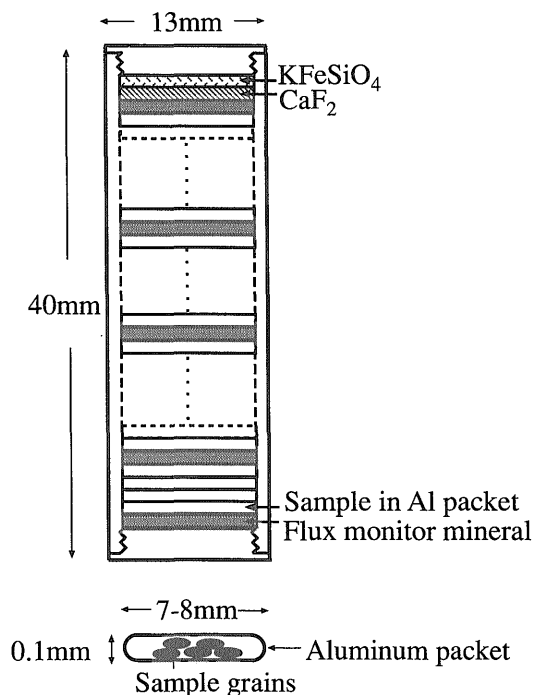 13mm
KFeSiO₄
CaF₂
40mm
Sample in Al packet
Flux monitor mineral
7-8mm
0.1mm
Aluminum packet
Sample grains